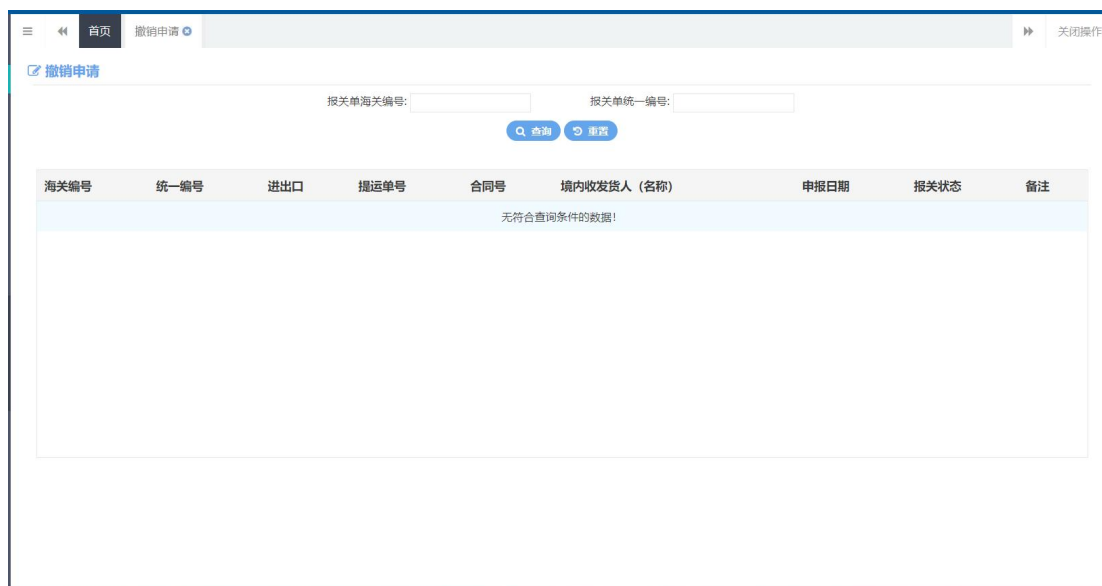 首页 撤销申请 关闭操作
撤销申请
报关单海关编号: 报关单统一编号:
查询 重置
海关编号 统一编号 进出口 提运单号 合同号 境内收发货人（名称） 申报日期 报关状态 备注
无符合查询条件的数据!